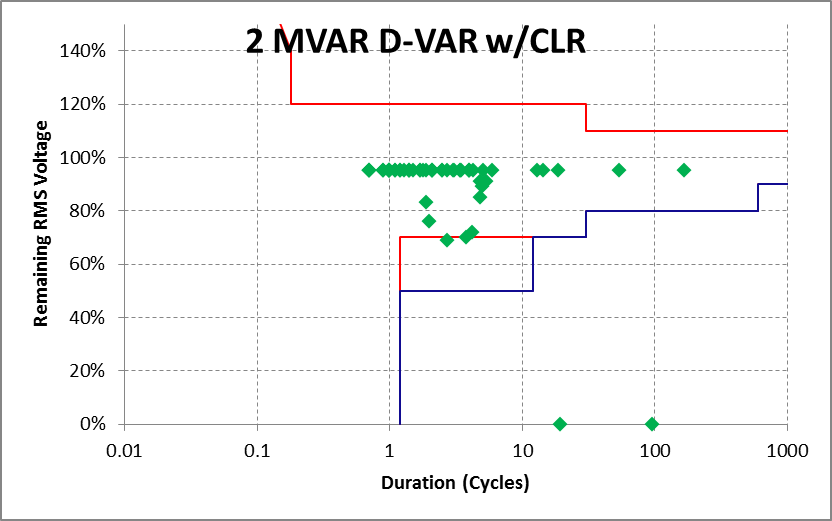 2 MVAR D-VAR w/CLR
140%
120%
100%
80%
60%
40%
20%
0%
Remaining RMS Voltage
0.01 0.1 1 10 100 1000
Duration (Cycles)